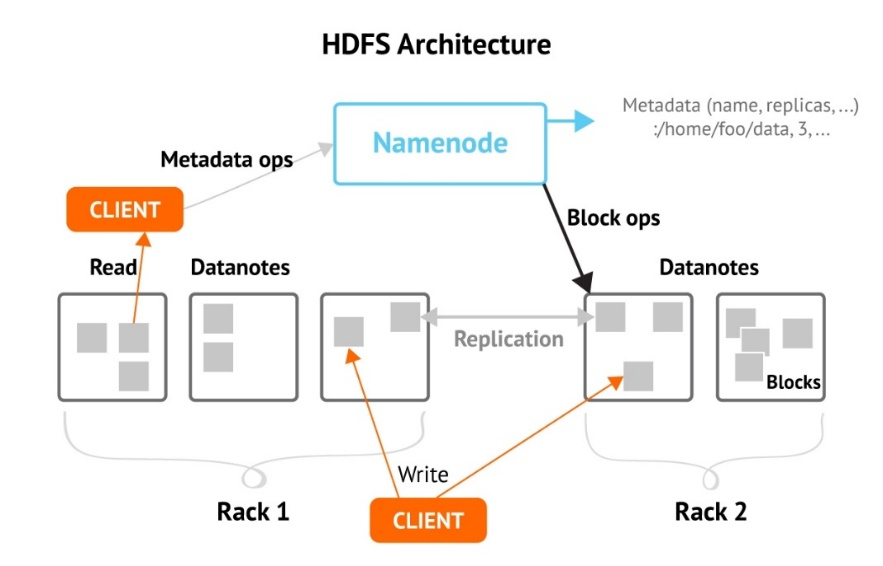 HDFS Architecture
Metadata (name, replicas, ...)
:/home/foo/data, 3, ...
Namenode
Metadata ops
CLIENT
Block ops
Read
Datanotes
Datanotes
Replication
Blocks
Write
Rack 1
CLIENT
Rack 2